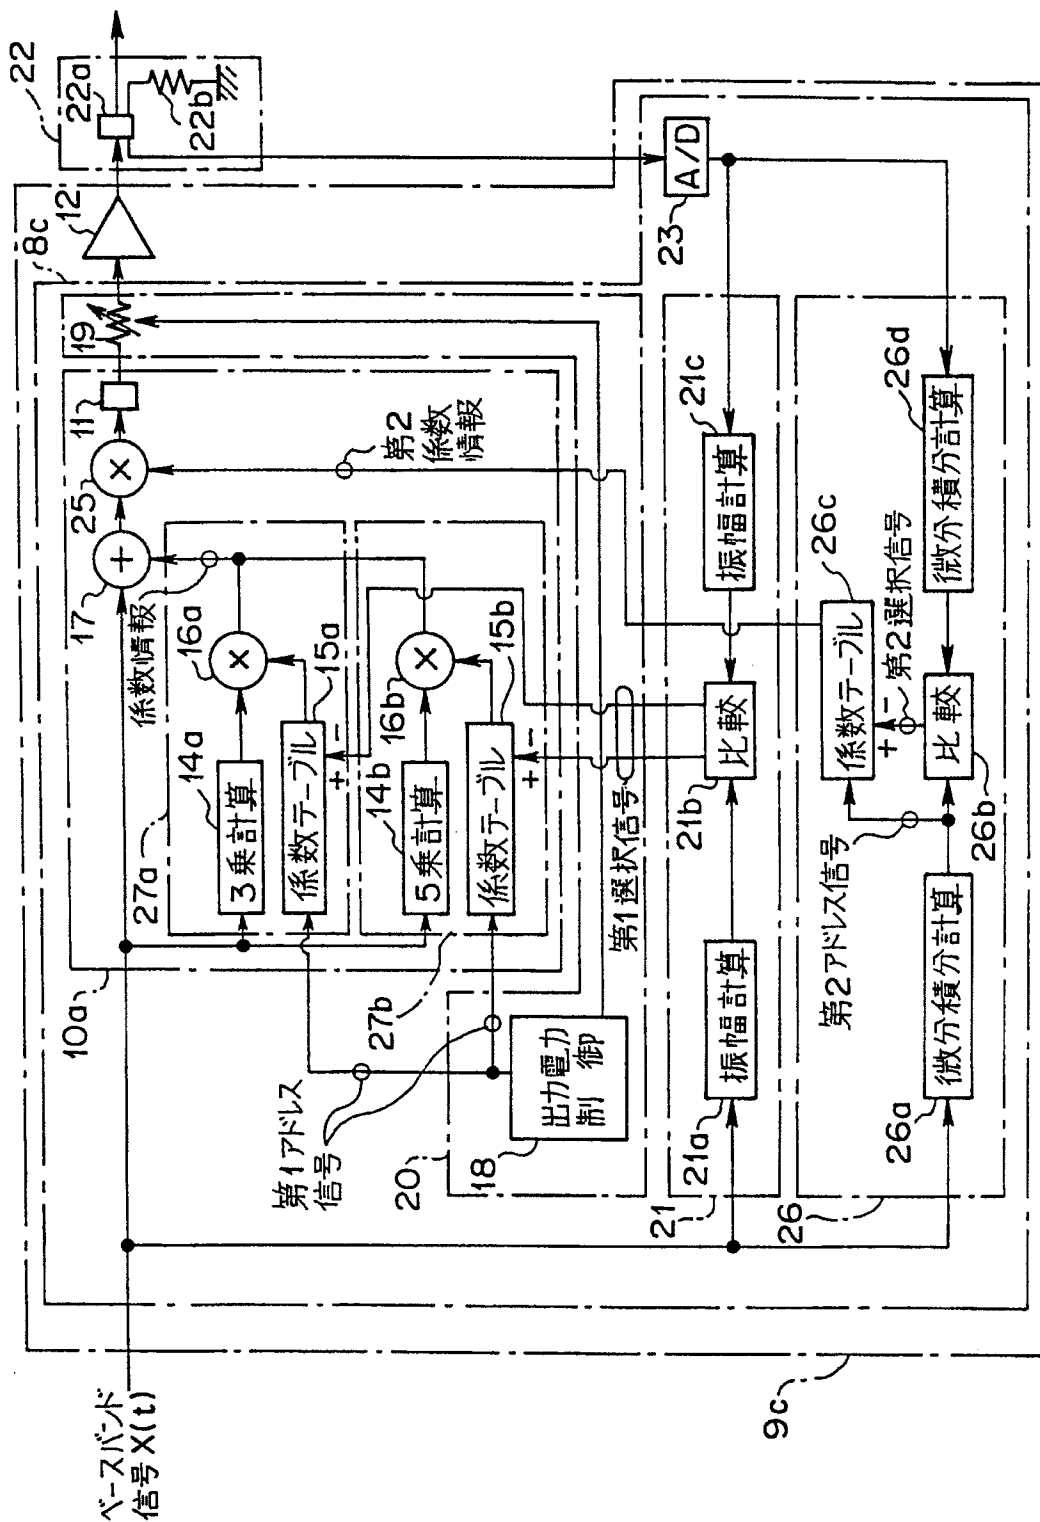 ベースバンド
信号X(t)
9c
8c
10a
27a
14a
3乗計算
16a
係数テーブル
15a
+
-
係数情報
17
+
25
×
11
19
12
22
22a
22b
27b
14b
5乗計算
16b
係数テーブル
15b
+
-
×
×
第2
係数
情報
第1アドレス
信号
20
18
出力電力
制御
第1選択信号
21
21a
振幅計算
21b
比較
21c
振幅計算
23
A/D
26
26a
微分積分計算
第2アドレス信号
26b
比較
係数テーブル
26c
+
-
第2選択信号
微分積分計算
26d